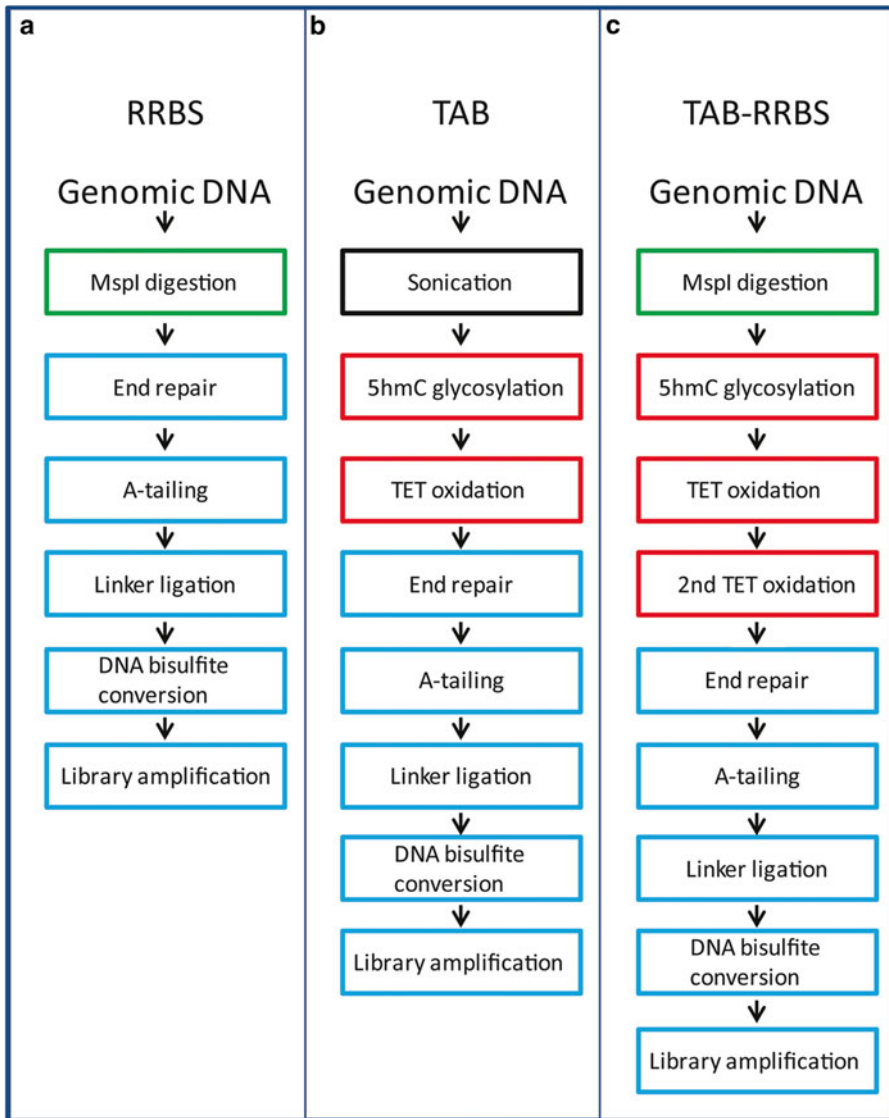 a
RRBS
Genomic DNA
MspI digestion
End repair
A-tailing
Linker ligation
DNA bisulfite
conversion
Library amplification
b
TAB
Genomic DNA
Sonication
5hmC glycosylation
TET oxidation
End repair
A-tailing
Linker ligation
DNA bisulfite
conversion
Library amplification
c
TAB-RRBS
Genomic DNA
MspI digestion
5hmC glycosylation
TET oxidation
2nd TET oxidation
End repair
A-tailing
Linker ligation
DNA bisulfite
conversion
Library amplification